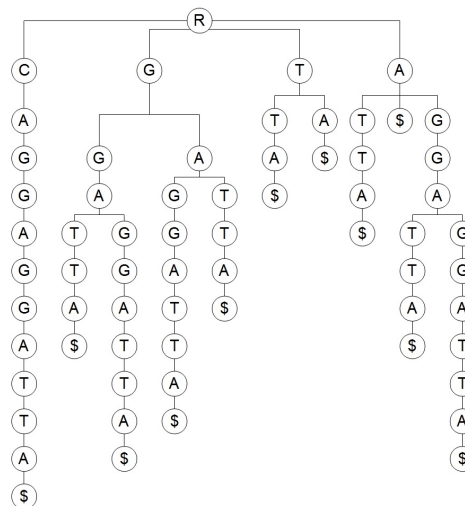 R
C G T A
A T A T $ G
G G A A $ T G
G A G T $ A A
A T G G T $ T G
G T G A A T G
G A A T $ A A
A $ T T $ T
T T A T
T A $ A
A $ $
$